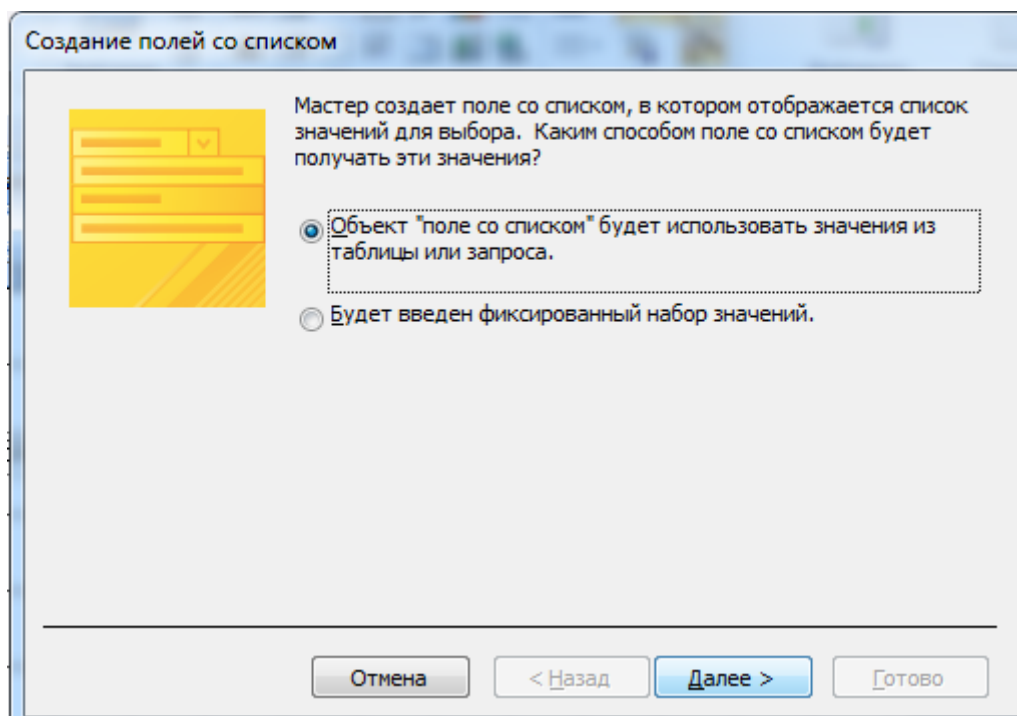 Создание полей со списком
Мастер создает поле со списком, в котором отображается список
значений для выбора. Каким способом поле со списком будет
получать эти значения?
Объект "поле со списком" будет использовать значения из
таблицы или запроса.
Будет введен фиксированный набор значений.
Отмена
< Назад
Далее >
Готово